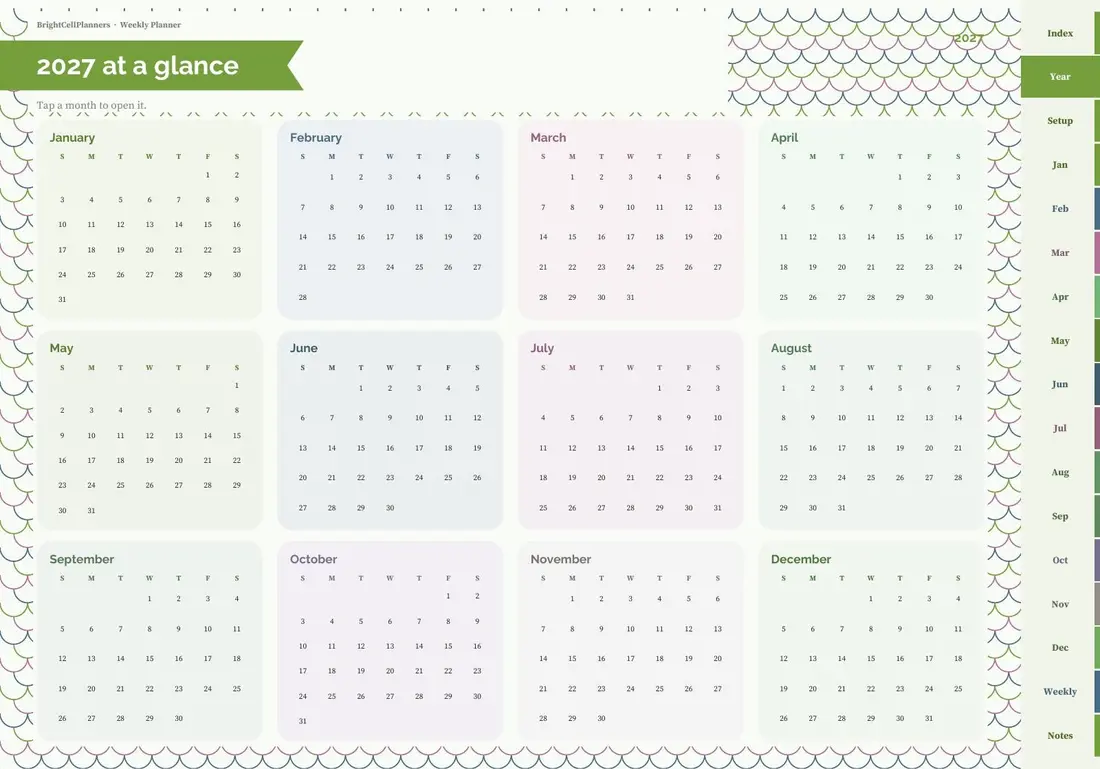 BrightCellPlanners · Weekly Planner
2027
2027 at a glance
Tap a month to open it.
January
S M T W T F S
1 2
3 4 5 6 7 8 9
10 11 12 13 14 15 16
17 18 19 20 21 22 23
24 25 26 27 28 29 30
31
February
S M T W T F S
1 2 3 4 5 6
7 8 9 10 11 12 13
14 15 16 17 18 19 20
21 22 23 24 25 26 27
28
March
S M T W T F S
1 2 3 4 5 6
7 8 9 10 11 12 13
14 15 16 17 18 19 20
21 22 23 24 25 26 27
28 29 30 31
April
S M T W T F S
1 2 3
4 5 6 7 8 9 10
11 12 13 14 15 16 17
18 19 20 21 22 23 24
25 26 27 28 29 30
May
S M T W T F S
1
2 3 4 5 6 7 8
9 10 11 12 13 14 15
16 17 18 19 20 21 22
23 24 25 26 27 28 29
30 31
June
S M T W T F S
1 2 3 4 5
6 7 8 9 10 11 12
13 14 15 16 17 18 19
20 21 22 23 24 25 26
27 28 29 30
July
S M T W T F S
1 2 3
4 5 6 7 8 9 10
11 12 13 14 15 16 17
18 19 20 21 22 23 24
25 26 27 28 29 30 31
August
S M T W T F S
1 2 3 4 5 6 7
8 9 10 11 12 13 14
15 16 17 18 19 20 21
22 23 24 25 26 27 28
29 30 31
September
S M T W T F S
1 2 3 4
5 6 7 8 9 10 11
12 13 14 15 16 17 18
19 20 21 22 23 24 25
26 27 28 29 30
October
S M T W T F S
1 2
3 4 5 6 7 8 9
10 11 12 13 14 15 16
17 18 19 20 21 22 23
24 25 26 27 28 29 30
31
November
S M T W T F S
1 2 3 4 5 6
7 8 9 10 11 12 13
14 15 16 17 18 19 20
21 22 23 24 25 26 27
28 29 30
December
S M T W T F S
1 2 3 4
5 6 7 8 9 10 11
12 13 14 15 16 17 18
19 20 21 22 23 24 25
26 27 28 29 30 31
Index
Year
Setup
Jan
Feb
Mar
Apr
May
Jun
Jul
Aug
Sep
Oct
Nov
Dec
Weekly
Notes